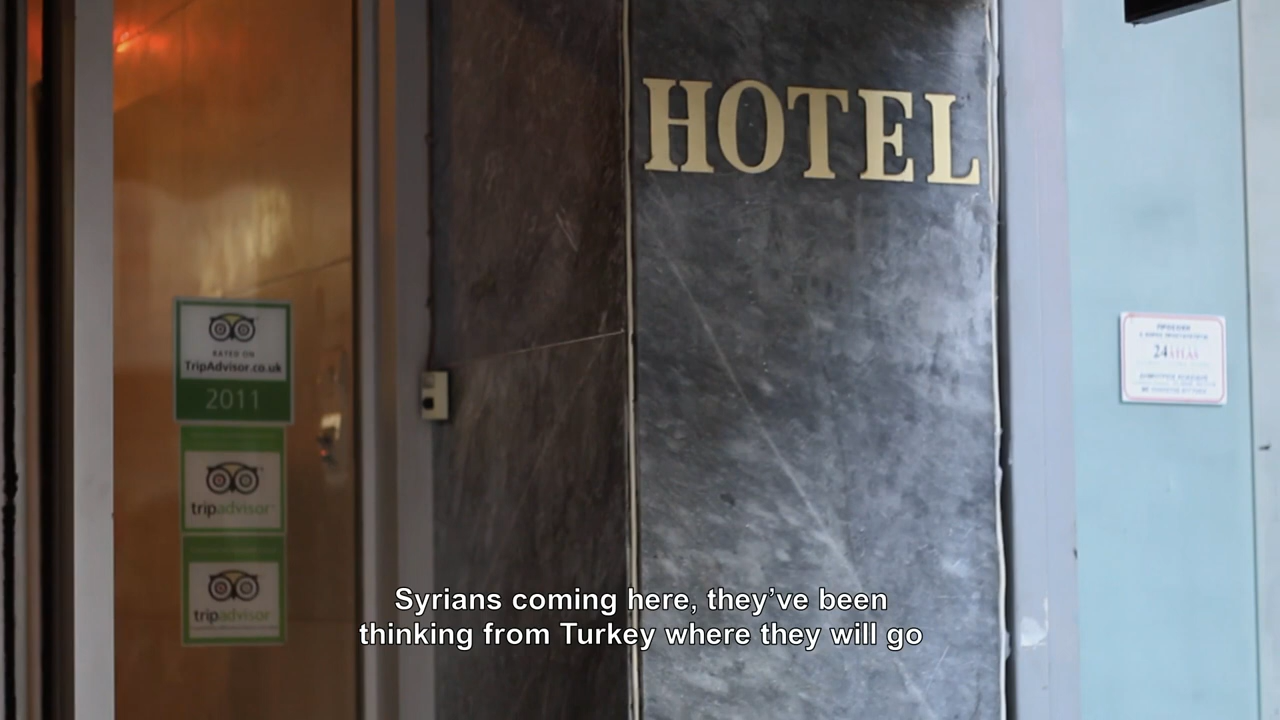 HOTEL
RATED ON
TripAdvisor.co.uk
2011
tripadvisor
tripadvisor
24
Syrians coming here, they’ve been
thinking from Turkey where they will go